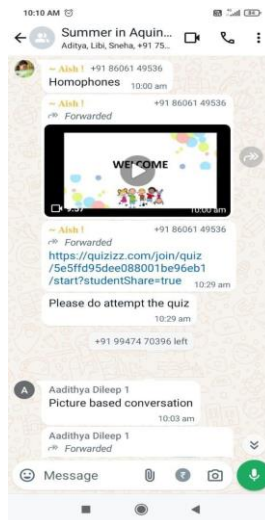 10:10 AM
Summer in Aquin...
Aditya, Libi, Sneha, +91 75...
~ Aish ! +91 86061 49536
Homophones
10:00 am
~ Aish ! +91 86061 49536
Forwarded
WELCOME
9:57 10:00 am
~ Aish ! +91 86061 49536
Forwarded
https://quizizz.com/join/quiz
/5e5ffd95dee088001be96eb1
/start?studentShare=true 10:29 am
Please do attempt the quiz
10:29 am
+91 99474 70396 left
A
Aadithya Dileep 1
Picture based conversation
10:03 am
Aadithya Dileep 1
Forwarded
Message